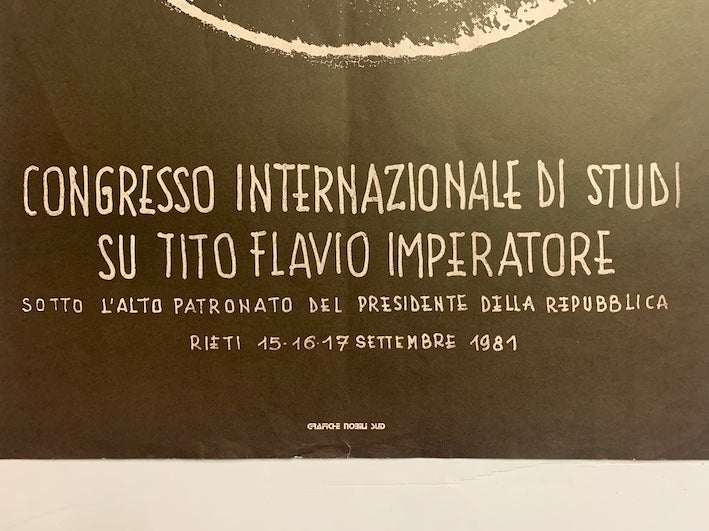 CONGRESSO INTERNAZIONALE DI STUDI
SU TITO FLAVIO IMPERATORE
SOTTO L'ALTO PATRONATO DEL PRESIDENTE DELLA REPUBBLICA
RIETI 15·16·17 SETTEMBRE 1981
GRAFICHE NOBILI SUD